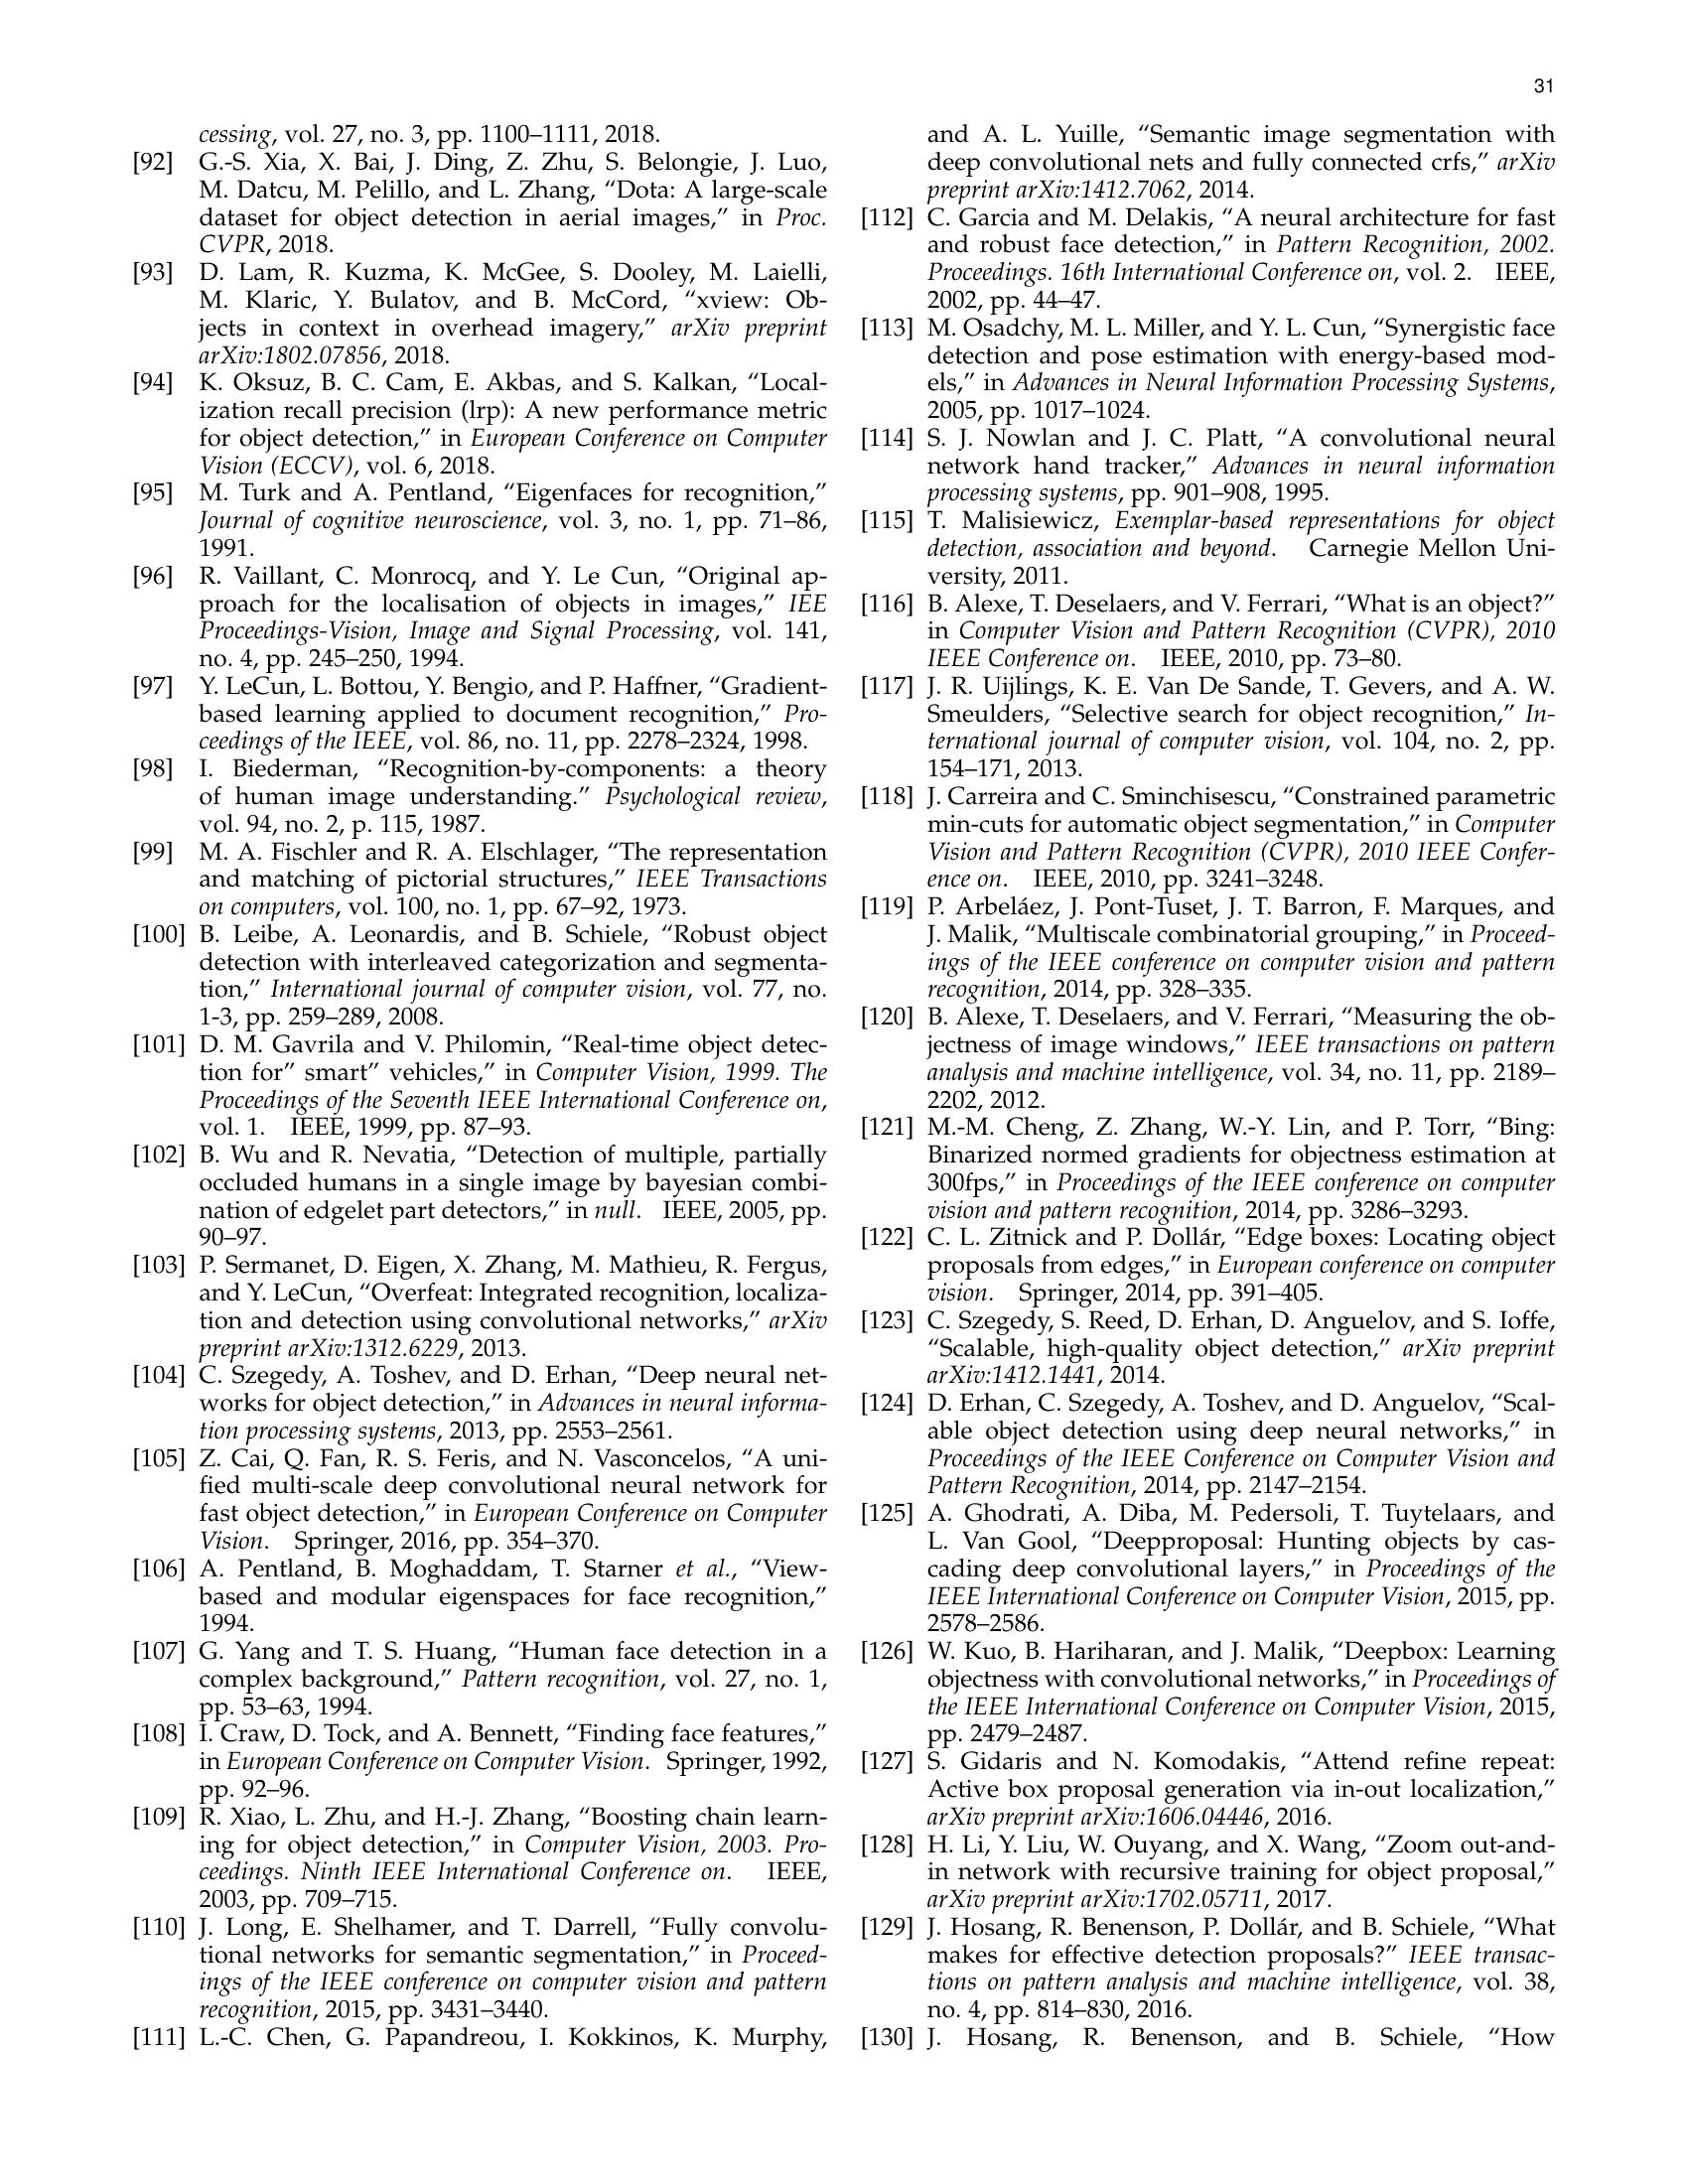 31
cessing, vol. 27, no. 3, pp. 1100–1111, 2018.
[92] G.-S. Xia, X. Bai, J. Ding, Z. Zhu, S. Belongie, J. Luo,
M. Datcu, M. Pelillo, and L. Zhang, “Dota: A large-scale
dataset for object detection in aerial images,” in Proc.
CVPR, 2018.
[93] D. Lam, R. Kuzma, K. McGee, S. Dooley, M. Laielli,
M. Klaric, Y. Bulatov, and B. McCord, “xview: Ob-
jects in context in overhead imagery,” arXiv preprint
arXiv:1802.07856, 2018.
[94] K. Oksuz, B. C. Cam, E. Akbas, and S. Kalkan, “Local-
ization recall precision (lrp): A new performance metric
for object detection,” in European Conference on Computer
Vision (ECCV), vol. 6, 2018.
[95] M. Turk and A. Pentland, “Eigenfaces for recognition,”
Journal of cognitive neuroscience, vol. 3, no. 1, pp. 71–86,
1991.
[96] R. Vaillant, C. Monrocq, and Y. Le Cun, “Original ap-
proach for the localisation of objects in images,” IEE
Proceedings-Vision, Image and Signal Processing, vol. 141,
no. 4, pp. 245–250, 1994.
[97] Y. LeCun, L. Bottou, Y. Bengio, and P. Haffner, “Gradient-
based learning applied to document recognition,” Pro-
ceedings of the IEEE, vol. 86, no. 11, pp. 2278–2324, 1998.
[98] I. Biederman, “Recognition-by-components: a theory
of human image understanding.” Psychological review,
vol. 94, no. 2, p. 115, 1987.
[99] M. A. Fischler and R. A. Elschlager, “The representation
and matching of pictorial structures,” IEEE Transactions
on computers, vol. 100, no. 1, pp. 67–92, 1973.
[100] B. Leibe, A. Leonardis, and B. Schiele, “Robust object
detection with interleaved categorization and segmenta-
tion,” International journal of computer vision, vol. 77, no.
1-3, pp. 259–289, 2008.
[101] D. M. Gavrila and V. Philomin, “Real-time object detec-
tion for” smart” vehicles,” in Computer Vision, 1999. The
Proceedings of the Seventh IEEE International Conference on,
vol. 1. IEEE, 1999, pp. 87–93.
[102] B. Wu and R. Nevatia, “Detection of multiple, partially
occluded humans in a single image by bayesian combi-
nation of edgelet part detectors,” in null. IEEE, 2005, pp.
90–97.
[103] P. Sermanet, D. Eigen, X. Zhang, M. Mathieu, R. Fergus,
and Y. LeCun, “Overfeat: Integrated recognition, localiza-
tion and detection using convolutional networks,” arXiv
preprint arXiv:1312.6229, 2013.
[104] C. Szegedy, A. Toshev, and D. Erhan, “Deep neural net-
works for object detection,” in Advances in neural informa-
tion processing systems, 2013, pp. 2553–2561.
[105] Z. Cai, Q. Fan, R. S. Feris, and N. Vasconcelos, “A uni-
fied multi-scale deep convolutional neural network for
fast object detection,” in European Conference on Computer
Vision. Springer, 2016, pp. 354–370.
[106] A. Pentland, B. Moghaddam, T. Starner et al., “View-
based and modular eigenspaces for face recognition,”
1994.
[107] G. Yang and T. S. Huang, “Human face detection in a
complex background,” Pattern recognition, vol. 27, no. 1,
pp. 53–63, 1994.
[108] I. Craw, D. Tock, and A. Bennett, “Finding face features,”
in European Conference on Computer Vision. Springer, 1992,
pp. 92–96.
[109] R. Xiao, L. Zhu, and H.-J. Zhang, “Boosting chain learn-
ing for object detection,” in Computer Vision, 2003. Pro-
ceedings. Ninth IEEE International Conference on. IEEE,
2003, pp. 709–715.
[110] J. Long, E. Shelhamer, and T. Darrell, “Fully convolu-
tional networks for semantic segmentation,” in Proceed-
ings of the IEEE conference on computer vision and pattern
recognition, 2015, pp. 3431–3440.
[111] L.-C. Chen, G. Papandreou, I. Kokkinos, K. Murphy,
and A. L. Yuille, “Semantic image segmentation with
deep convolutional nets and fully connected crfs,” arXiv
preprint arXiv:1412.7062, 2014.
[112] C. Garcia and M. Delakis, “A neural architecture for fast
and robust face detection,” in Pattern Recognition, 2002.
Proceedings. 16th International Conference on, vol. 2. IEEE,
2002, pp. 44–47.
[113] M. Osadchy, M. L. Miller, and Y. L. Cun, “Synergistic face
detection and pose estimation with energy-based mod-
els,” in Advances in Neural Information Processing Systems,
2005, pp. 1017–1024.
[114] S. J. Nowlan and J. C. Platt, “A convolutional neural
network hand tracker,” Advances in neural information
processing systems, pp. 901–908, 1995.
[115] T. Malisiewicz, Exemplar-based representations for object
detection, association and beyond. Carnegie Mellon Uni-
versity, 2011.
[116] B. Alexe, T. Deselaers, and V. Ferrari, “What is an object?”
in Computer Vision and Pattern Recognition (CVPR), 2010
IEEE Conference on. IEEE, 2010, pp. 73–80.
[117] J. R. Uijlings, K. E. Van De Sande, T. Gevers, and A. W.
Smeulders, “Selective search for object recognition,” In-
ternational journal of computer vision, vol. 104, no. 2, pp.
154–171, 2013.
[118] J. Carreira and C. Sminchisescu, “Constrained parametric
min-cuts for automatic object segmentation,” in Computer
Vision and Pattern Recognition (CVPR), 2010 IEEE Confer-
ence on. IEEE, 2010, pp. 3241–3248.
[119] P. Arbeláez, J. Pont-Tuset, J. T. Barron, F. Marques, and
J. Malik, “Multiscale combinatorial grouping,” in Proceed-
ings of the IEEE conference on computer vision and pattern
recognition, 2014, pp. 328–335.
[120] B. Alexe, T. Deselaers, and V. Ferrari, “Measuring the ob-
jectness of image windows,” IEEE transactions on pattern
analysis and machine intelligence, vol. 34, no. 11, pp. 2189–
2202, 2012.
[121] M.-M. Cheng, Z. Zhang, W.-Y. Lin, and P. Torr, “Bing:
Binarized normed gradients for objectness estimation at
300fps,” in Proceedings of the IEEE conference on computer
vision and pattern recognition, 2014, pp. 3286–3293.
[122] C. L. Zitnick and P. Dollár, “Edge boxes: Locating object
proposals from edges,” in European conference on computer
vision. Springer, 2014, pp. 391–405.
[123] C. Szegedy, S. Reed, D. Erhan, D. Anguelov, and S. Ioffe,
“Scalable, high-quality object detection,” arXiv preprint
arXiv:1412.1441, 2014.
[124] D. Erhan, C. Szegedy, A. Toshev, and D. Anguelov, “Scal-
able object detection using deep neural networks,” in
Proceedings of the IEEE Conference on Computer Vision and
Pattern Recognition, 2014, pp. 2147–2154.
[125] A. Ghodrati, A. Diba, M. Pedersoli, T. Tuytelaars, and
L. Van Gool, “Deepproposal: Hunting objects by cas-
cading deep convolutional layers,” in Proceedings of the
IEEE International Conference on Computer Vision, 2015, pp.
2578–2586.
[126] W. Kuo, B. Hariharan, and J. Malik, “Deepbox: Learning
objectness with convolutional networks,” in Proceedings of
the IEEE International Conference on Computer Vision, 2015,
pp. 2479–2487.
[127] S. Gidaris and N. Komodakis, “Attend refine repeat:
Active box proposal generation via in-out localization,”
arXiv preprint arXiv:1606.04446, 2016.
[128] H. Li, Y. Liu, W. Ouyang, and X. Wang, “Zoom out-and-
in network with recursive training for object proposal,”
arXiv preprint arXiv:1702.05711, 2017.
[129] J. Hosang, R. Benenson, P. Dollár, and B. Schiele, “What
makes for effective detection proposals?” IEEE transac-
tions on pattern analysis and machine intelligence, vol. 38,
no. 4, pp. 814–830, 2016.
[130] J. Hosang, R. Benenson, and B. Schiele, “How